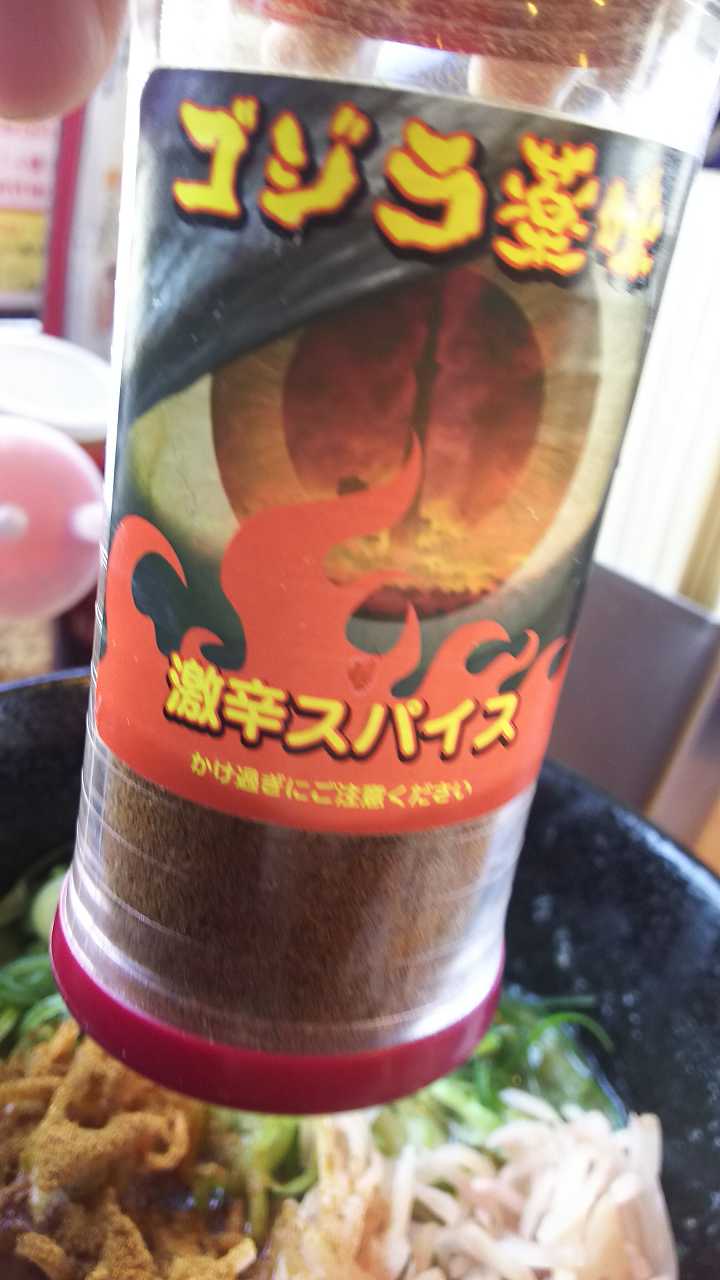 ゴジラ薬味
激辛スパイス
かけ過ぎにご注意ください